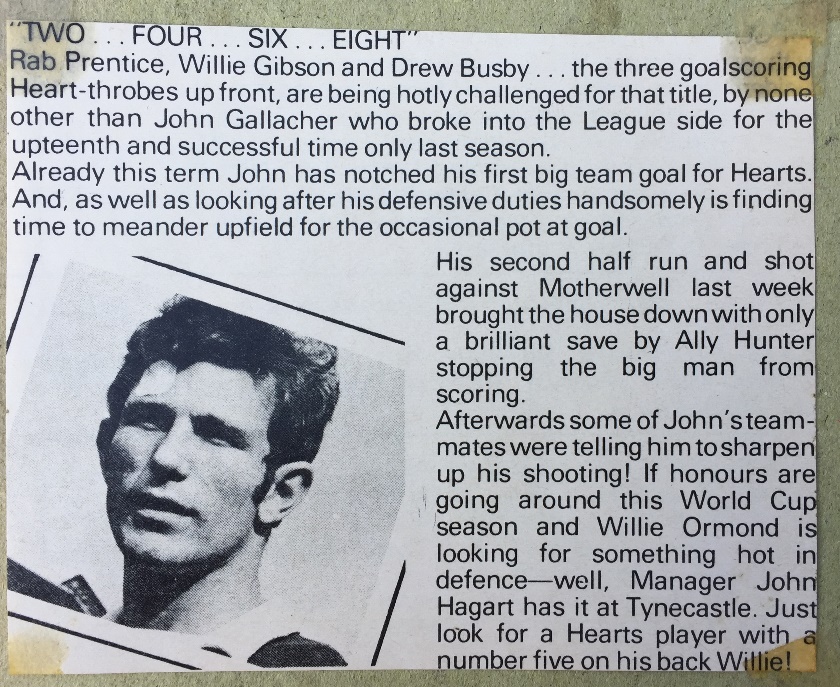 "TWO . . . FOUR . . . SIX . . . EIGHT"
Rab Prentice, Willie Gibson and Drew Busby . . . the three goalscoring
Heart-throbes up front, are being hotly challenged for that title, by none
other than John Gallacher who broke into the League side for the
upteenth and successful time only last season.
Already this term John has notched his first big team goal for Hearts.
And, as well as looking after his defensive duties handsomely is finding
time to meander upfield for the occasional pot at goal.
His second half run and shot
against Motherwell last week
brought the house down with only
a brilliant save by Ally Hunter
stopping the big man from
scoring.
Afterwards some of John's team-
mates were telling him to sharpen
up his shooting! If honours are
going around this World Cup
season and Willie Ormond is
looking for something hot in
defence—well, Manager John
Hagart has it at Tynecastle. Just
look for a Hearts player with a
number five on his back Willie!